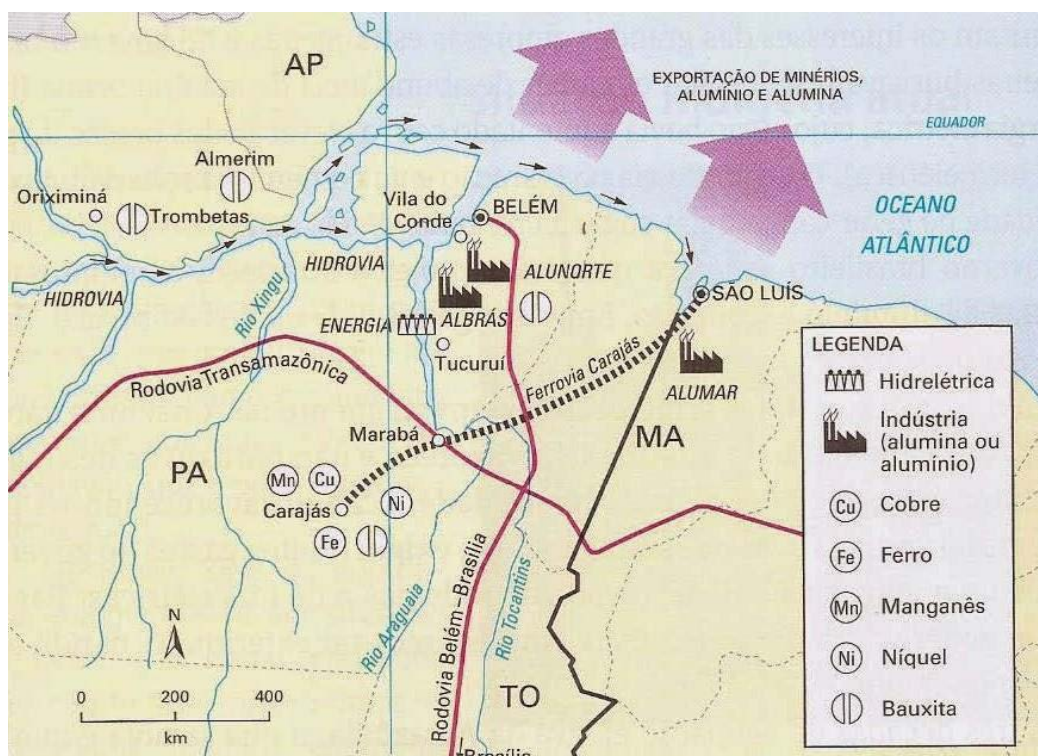 AP
EXPORTAÇÃO DE MINÉRIOS,
ALUMÍNIO E ALUMINA
EQUADOR
Almerim
Oriximiná
Trombetas
Vila do
Conde
BELÉM
OCEANO
ATLÂNTICO
HIDROVIA
HIDROVIA
ALUNORTE
Rio Xingu
SÃO LUÍS
ENERGIA
ALBRÁS
Tucuruí
Rodovia Transamazônica
Ferrovia Carajás
ALUMAR
Marabá
MA
PA
Mn
Cu
Carajás
Ni
Fe
Rio Araguaia
Rodovia Belém-Brasília
Rio Tocantins
TO
N
0 200 400
km
LEGENDA
Hidrelétrica
Indústria
(alumina ou
alumínio)
Cu Cobre
Fe Ferro
Mn Manganês
Ni Níquel
Bauxita